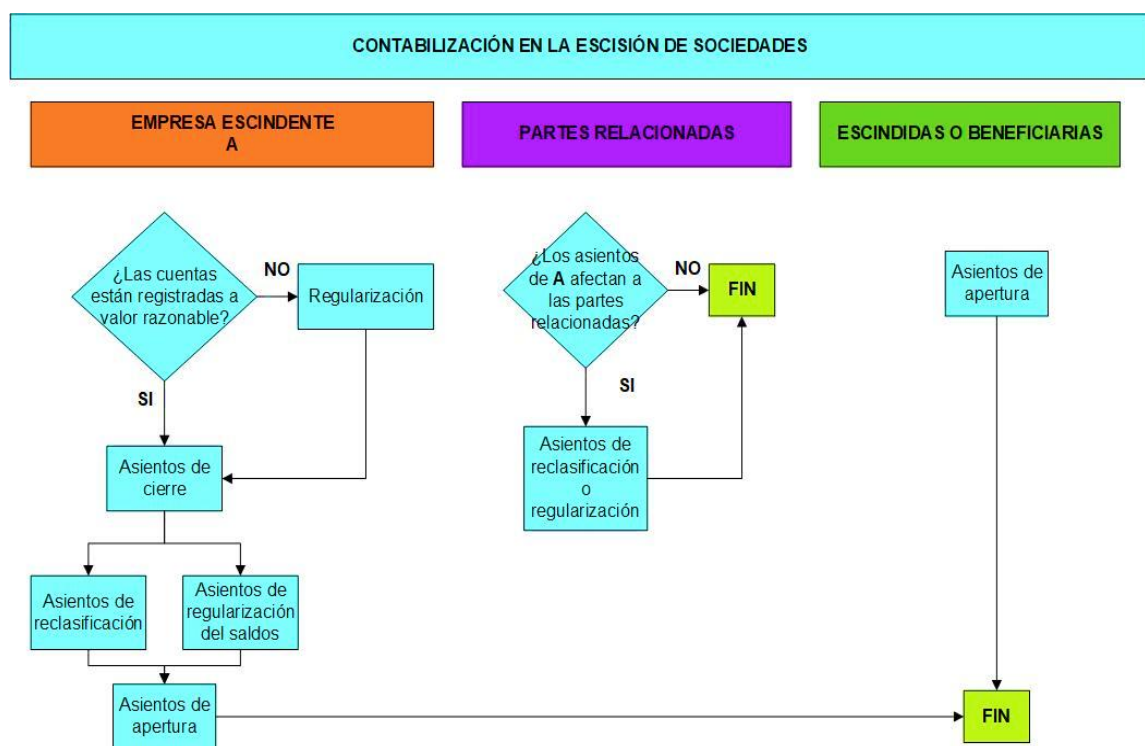 CONTABILIZACIÓN EN LA ESCISIÓN DE SOCIEDADES
EMPRESA ESCINDENTE
A
PARTES RELACIONADAS
ESCINDIDAS O BENEFICIARIAS
¿Las cuentas
están registradas a
valor razonable?
NO
Regularización
SI
Asientos de
cierre
Asientos de
reclasificación
Asientos de
regularización
del saldos
Asientos de
apertura
¿Los asientos
de A afectan a
las partes
relacionadas?
NO
FIN
SI
Asientos de
reclasificación
o
regularización
Asientos de
apertura
FIN